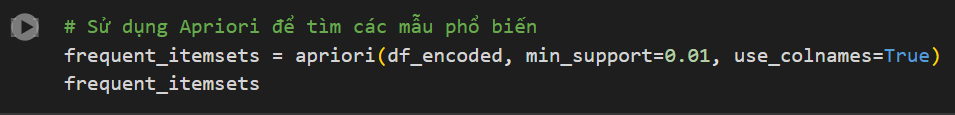 # Sử dụng Apriori để tìm các mẫu phổ biến
frequent_itemsets = apriori(df_encoded, min_support=0.01, use_colnames=True)
frequent_itemsets